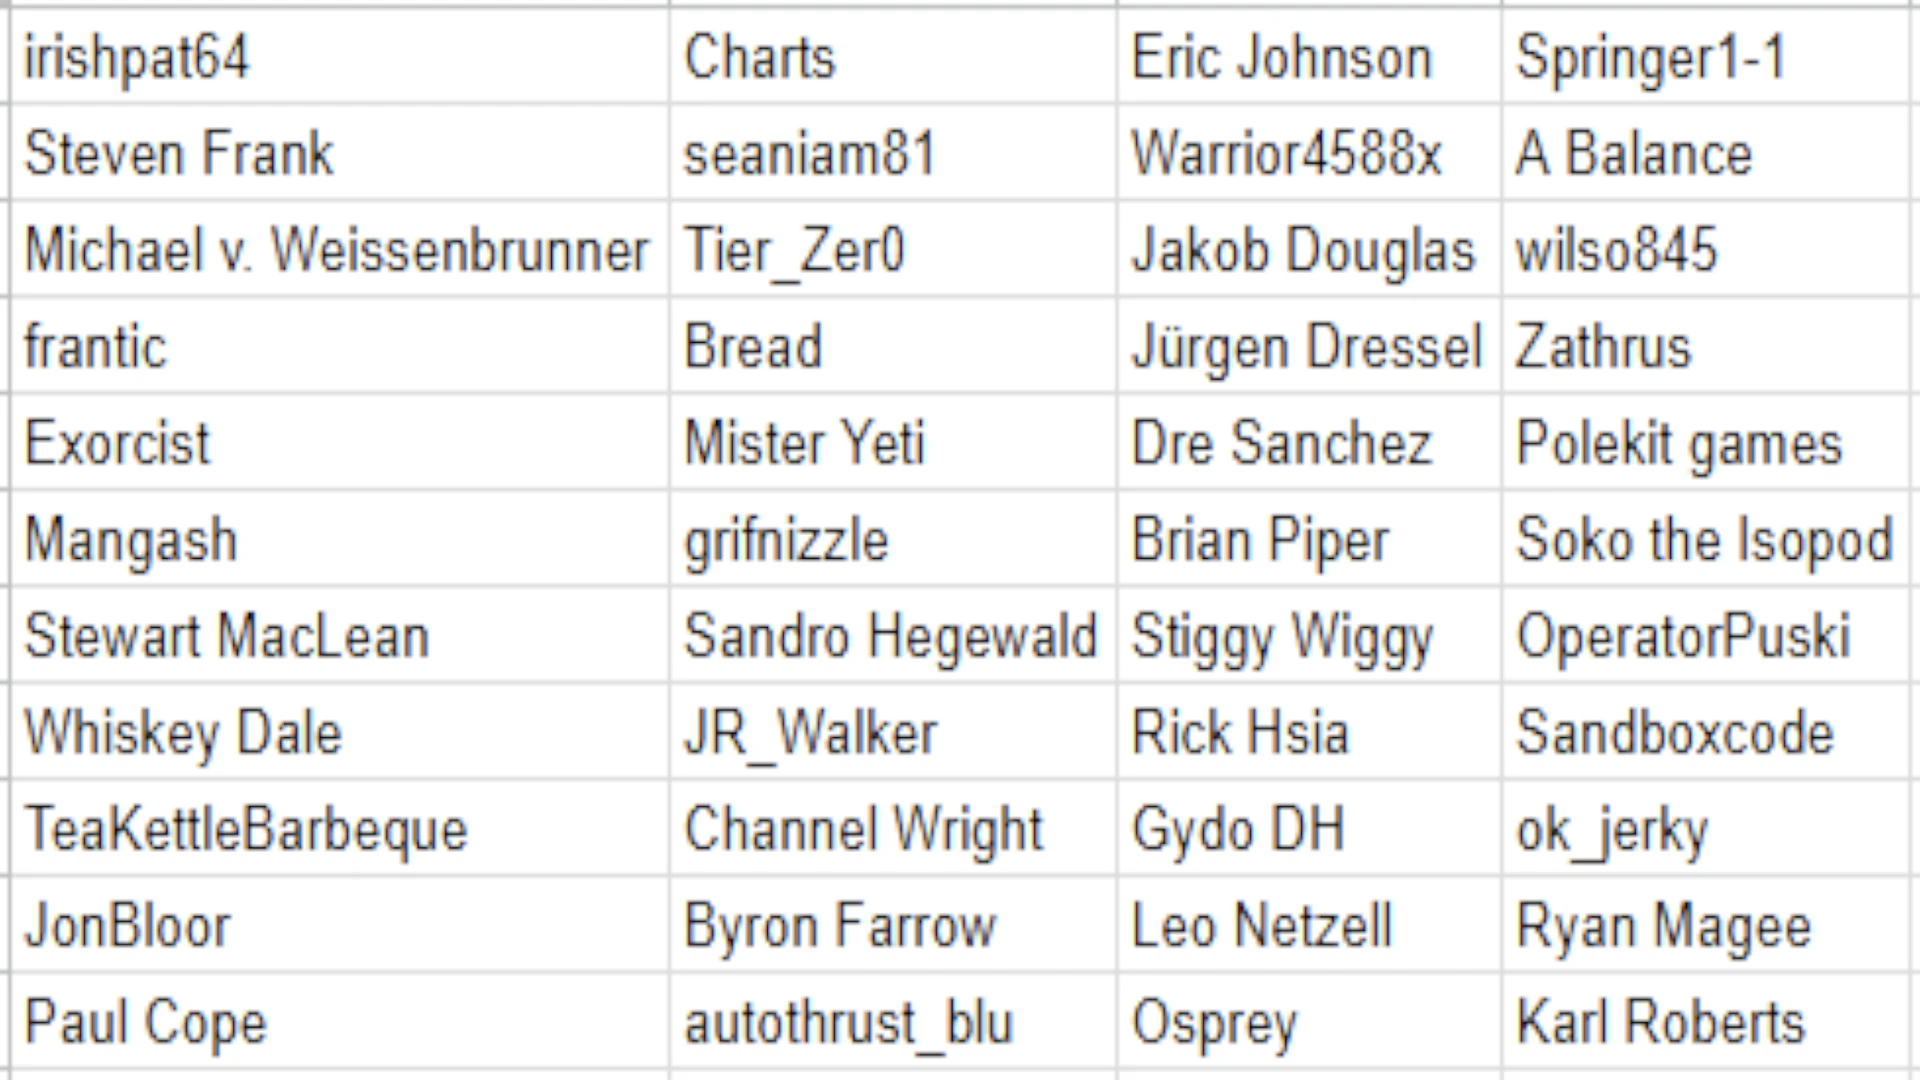 irishpat64 Charts Eric Johnson Springer1-1
Steven Frank seaniam81 Warrior4588x A Balance
Michael v. Weissenbrunner Tier_Zer0 Jakob Douglas wilso845
frantic Bread Jürgen Dressel Zathrus
Exorcist Mister Yeti Dre Sanchez Polekit games
Mangash grifnizzle Brian Piper Soko the Isopod
Stewart MacLean Sandro Hegewald Stiggy Wiggy OperatorPuski
Whiskey Dale JR_Walker Rick Hsia Sandboxcode
TeaKettleBarbeque Channel Wright Gydo DH ok_jerky
JonBloor Byron Farrow Leo Netzell Ryan Magee
Paul Cope autothrust_blu Osprey Karl Roberts